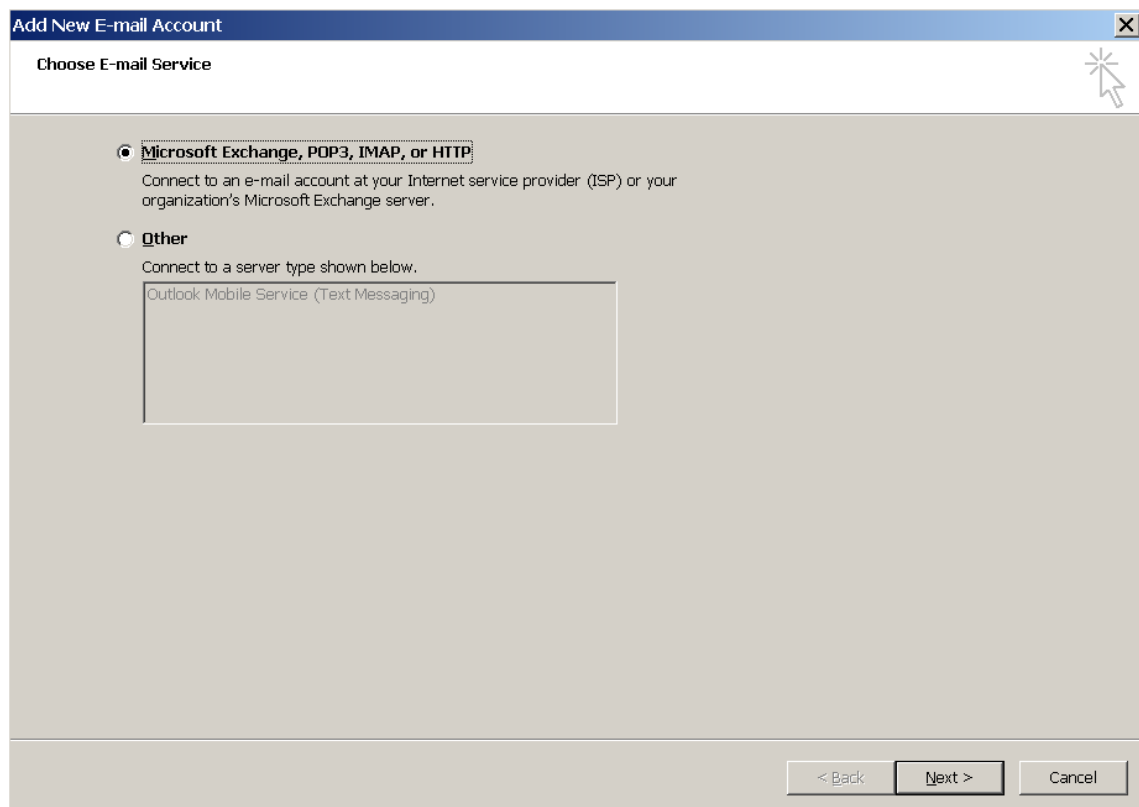 Add New E-mail Account
Choose E-mail Service
Microsoft Exchange, POP3, IMAP, or HTTP
Connect to an e-mail account at your Internet service provider (ISP) or your
organization's Microsoft Exchange server.
Other
Connect to a server type shown below.
Outlook Mobile Service (Text Messaging)
< Back Next > Cancel